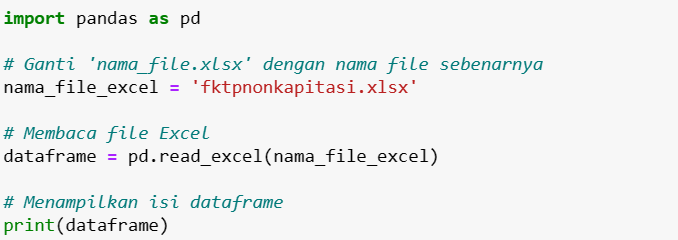 import pandas as pd
# Ganti 'nama_file.xlsx' dengan nama file sebenarnya
nama_file_excel = 'fktpnonkapitasi.xlsx'
# Membaca file Excel
dataframe = pd.read_excel(nama_file_excel)
# Menampilkan isi dataframe
print(dataframe)